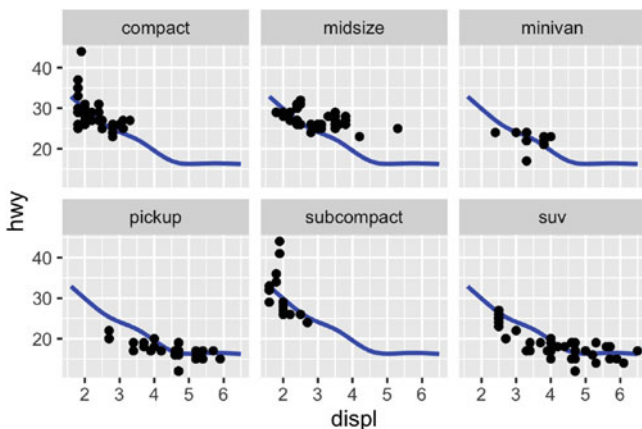 compact midsize minivan
40
30
20
hwy
pickup subcompact suv
40
30
20
2 3 4 5 6 2 3 4 5 6 2 3 4 5 6
displ